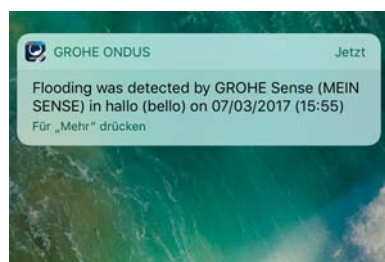 GROHE ONDUS
Jetzt
Flooding was detected by GROHE Sense (MEIN
SENSE) in hallo (bello) on 07/03/2017 (15:55)
Für „Mehr“ drücken